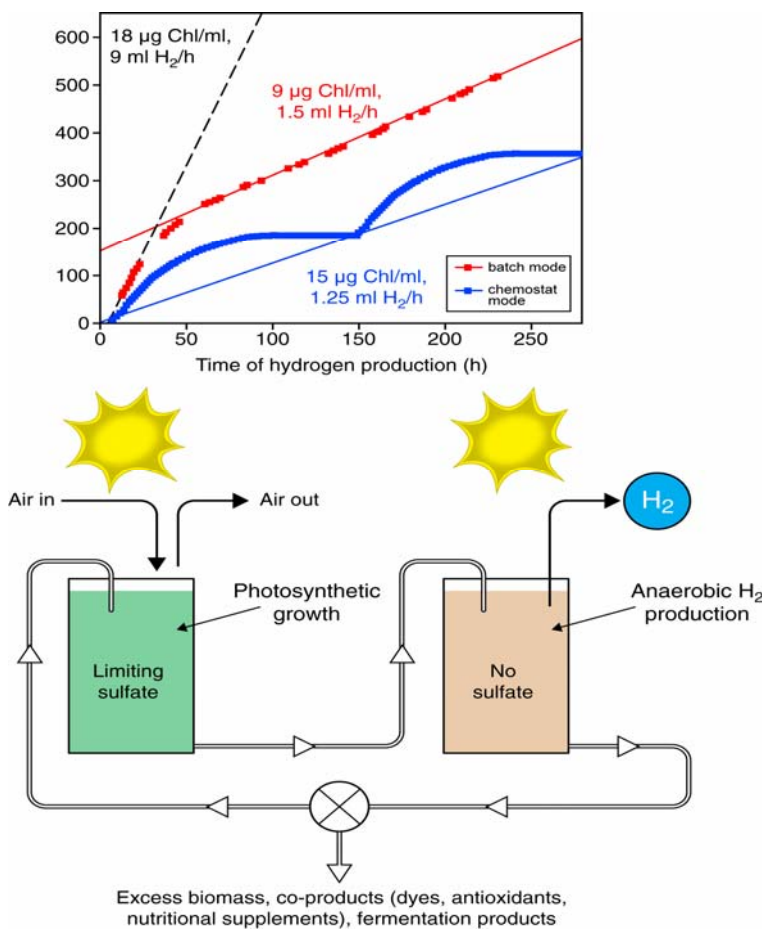 600
500
400
300
200
100
0
18 µg Chl/ml,
9 ml H₂/h
9 µg Chl/ml,
1.5 ml H₂/h
15 µg Chl/ml,
1.25 ml H₂/h
batch mode
chemostat
mode
0 50 100 150 200 250
Time of hydrogen production (h)
Air in
Air out
H₂
Photosynthetic
growth
Anaerobic H₂
production
Limiting
sulfate
No
sulfate
Excess biomass, co-products (dyes, antioxidants,
nutritional supplements), fermentation products